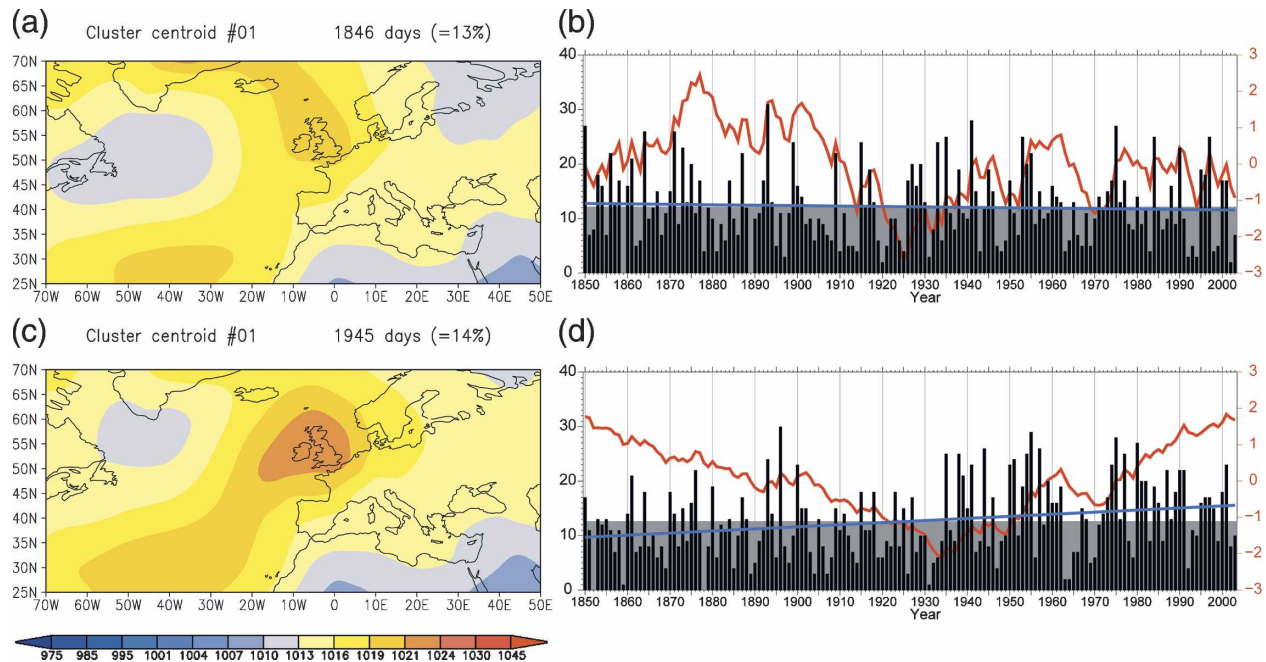 (a) Cluster centroid #01 1846 days (=13%)
70N
65N
60N
55N
50N
45N
40N
35N
30N
25N
70W 60W 50W 40W 30W 20W 10W 0 10E 20E 30E 40E 50E
(b)
40
30
20
10
0
3
2
1
0
−1
−2
−3
1850 1860 1870 1880 1890 1900 1910 1920 1930 1940 1950 1960 1970 1980 1990 2000
Year
(c) Cluster centroid #01 1945 days (=14%)
70N
65N
60N
55N
50N
45N
40N
35N
30N
25N
70W 60W 50W 40W 30W 20W 10W 0 10E 20E 30E 40E 50E
(d)
40
30
20
10
0
3
2
1
0
−1
−2
−3
1850 1860 1870 1880 1890 1900 1910 1920 1930 1940 1950 1960 1970 1980 1990 2000
Year
975 985 995 1001 1004 1007 1010 1013 1016 1019 1021 1024 1030 1045